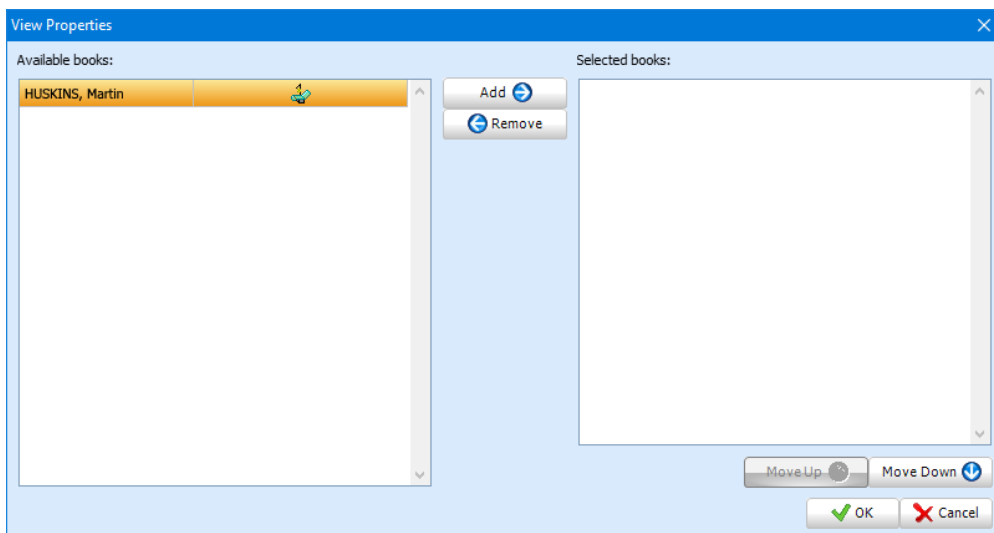 View Properties
Available books:
Selected books:
HUSKINS, Martin
Add
Remove
Move Up
Move Down
OK
Cancel